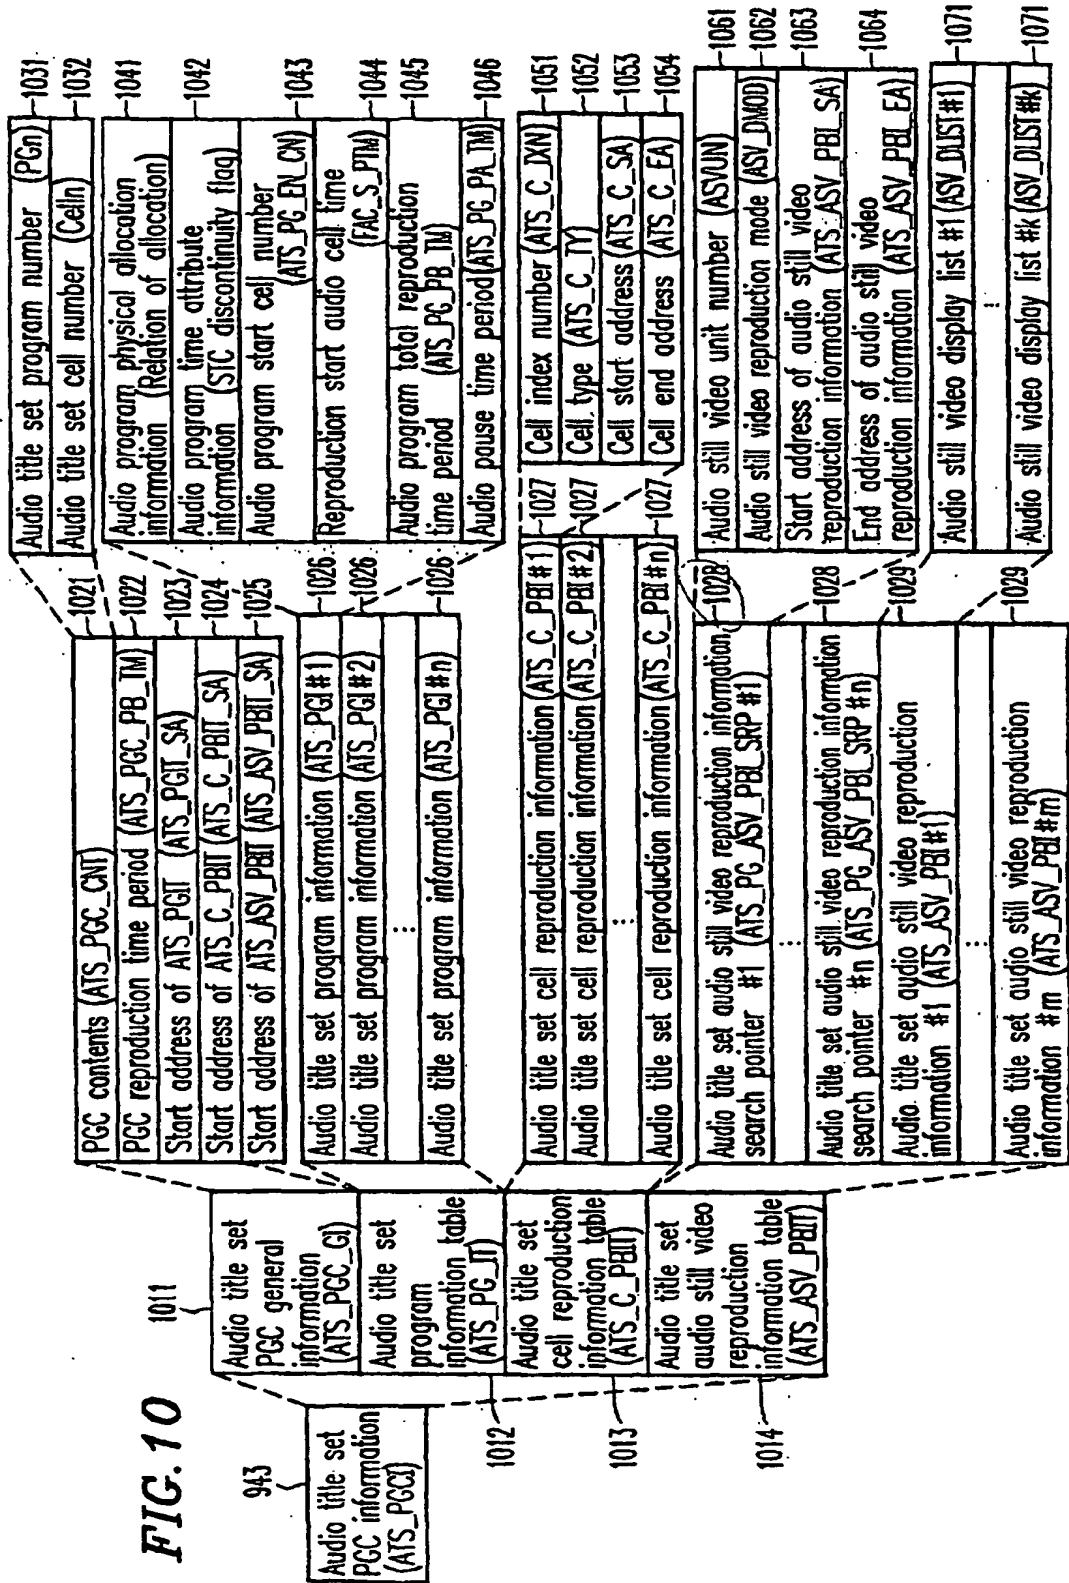 FIG. 10
943
Audio title set
PGC information
(ATS_PGCI)
1011
Audio title set
PGC general
information
(ATS_PGC_GI)
Audio title set
program
information table
(ATS_PG_IT)
1012
Audio title set
cell reproduction
information table
(ATS_C_PBIT)
1013
Audio title set
audio still video
reproduction
information table
(ATS_ASV_PBIT)
1014
PGC contents (ATS_PGC_CNT) 1021
PGC reproduction time period (ATS_PGC_PB_TM) 1022
Start address of ATS_PGIT (ATS_PGIT_SA) 1023
Start address of ATS_C_PBIT (ATS_C_PBIT_SA) 1024
Start address of ATS_ASV_PBIT (ATS_ASV_PBIT_SA) 1025
Audio title set program information (ATS_PGI #1) 1026
Audio title set program information (ATS_PGI #2) 1026
...
Audio title set program information (ATS_PGI #n) 1026
Audio title set cell reproduction information (ATS_C_PBI #1) 1027
Audio title set cell reproduction information (ATS_C_PBI #2) 1027
...
Audio title set cell reproduction information (ATS_C_PBI #n) 1027
Audio title set audio still video reproduction information 1028
search pointer #1 (ATS_PG_ASV_PBI_SRP #1)
...
Audio title set audio still video reproduction information 1028
search pointer #n (ATS_PG_ASV_PBI_SRP #n)
Audio title set audio still video reproduction 1029
information #1 (ATS_ASV_PBI #1)
...
Audio title set audio still video reproduction 1029
information #m (ATS_ASV_PBI #m)
Audio title set program number (PGn) 1031
Audio title set cell number (Celln) 1032
Audio program physical allocation 1041
information (Relation of allocation)
Audio program time attribute 1042
information (STC discontinuity flag)
Audio program start cell number 1043
(ATS_PG_EN_CN)
Reproduction start audio cell time 1044
(FAC_S_PTM)
Audio program total reproduction 1045
time period (ATS_PG_PB_TM)
Audio pause time period (ATS_PG_PA_TM) 1046
Cell index number (ATS_C_IXN) 1051
Cell type (ATS_C_TY) 1052
Cell start address (ATS_C_SA) 1053
Cell end address (ATS_C_EA) 1054
Audio still video unit number (ASVUN) 1061
Audio still video reproduction mode (ASV_DMOD) 1062
Start address of audio still video 1063
reproduction information (ATS_ASV_PBI_SA)
End address of audio still video 1064
reproduction information (ATS_ASV_PBI_EA)
Audio still video display list #1 (ASV_DLIST #1) 1071
...
Audio still video display list #k (ASV_DLIST #k) 1071